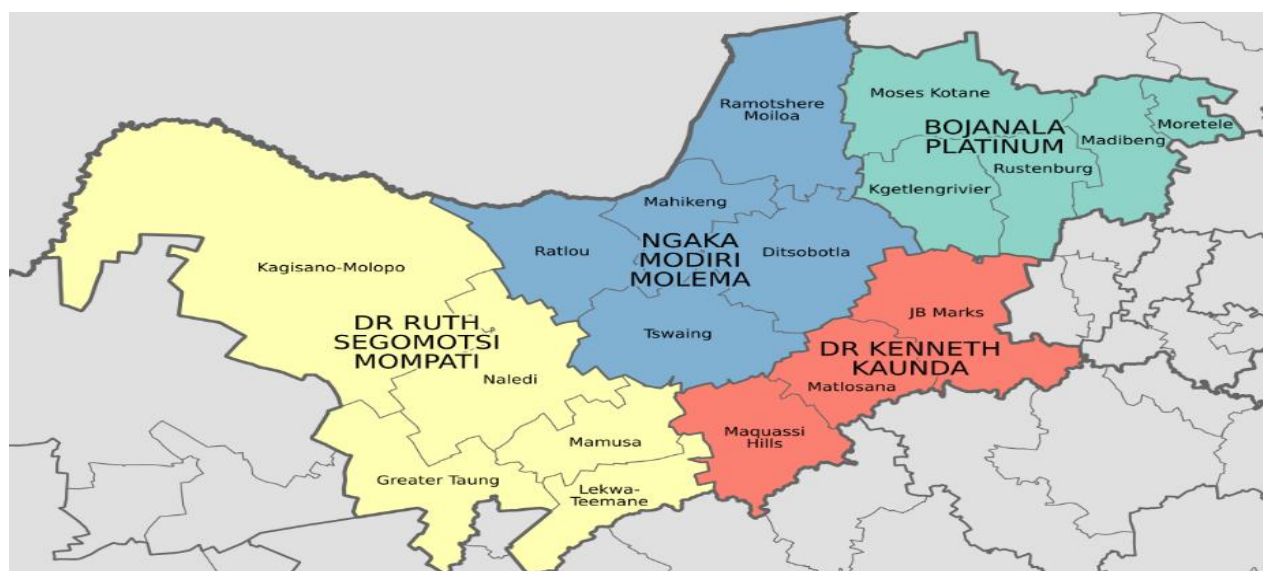 Ramotshere
Moiloa
Moses Kotane
Moretele
BOJANALA
PLATINUM
Madibeng
Rustenburg
Kgetlengrivier
Mahikeng
Ratlou
NGAKA
MODIRI
MOLEMA
Ditsobotla
Tswaing
Kagisano-Molopo
DR RUTH
SEGOMOTSI
MOMPATI
Naledi
Mamusa
Greater Taung
Lekwa-
Teemane
JB Marks
DR KENNETH
KAUNDA
Matlosana
Maquassi
Hills